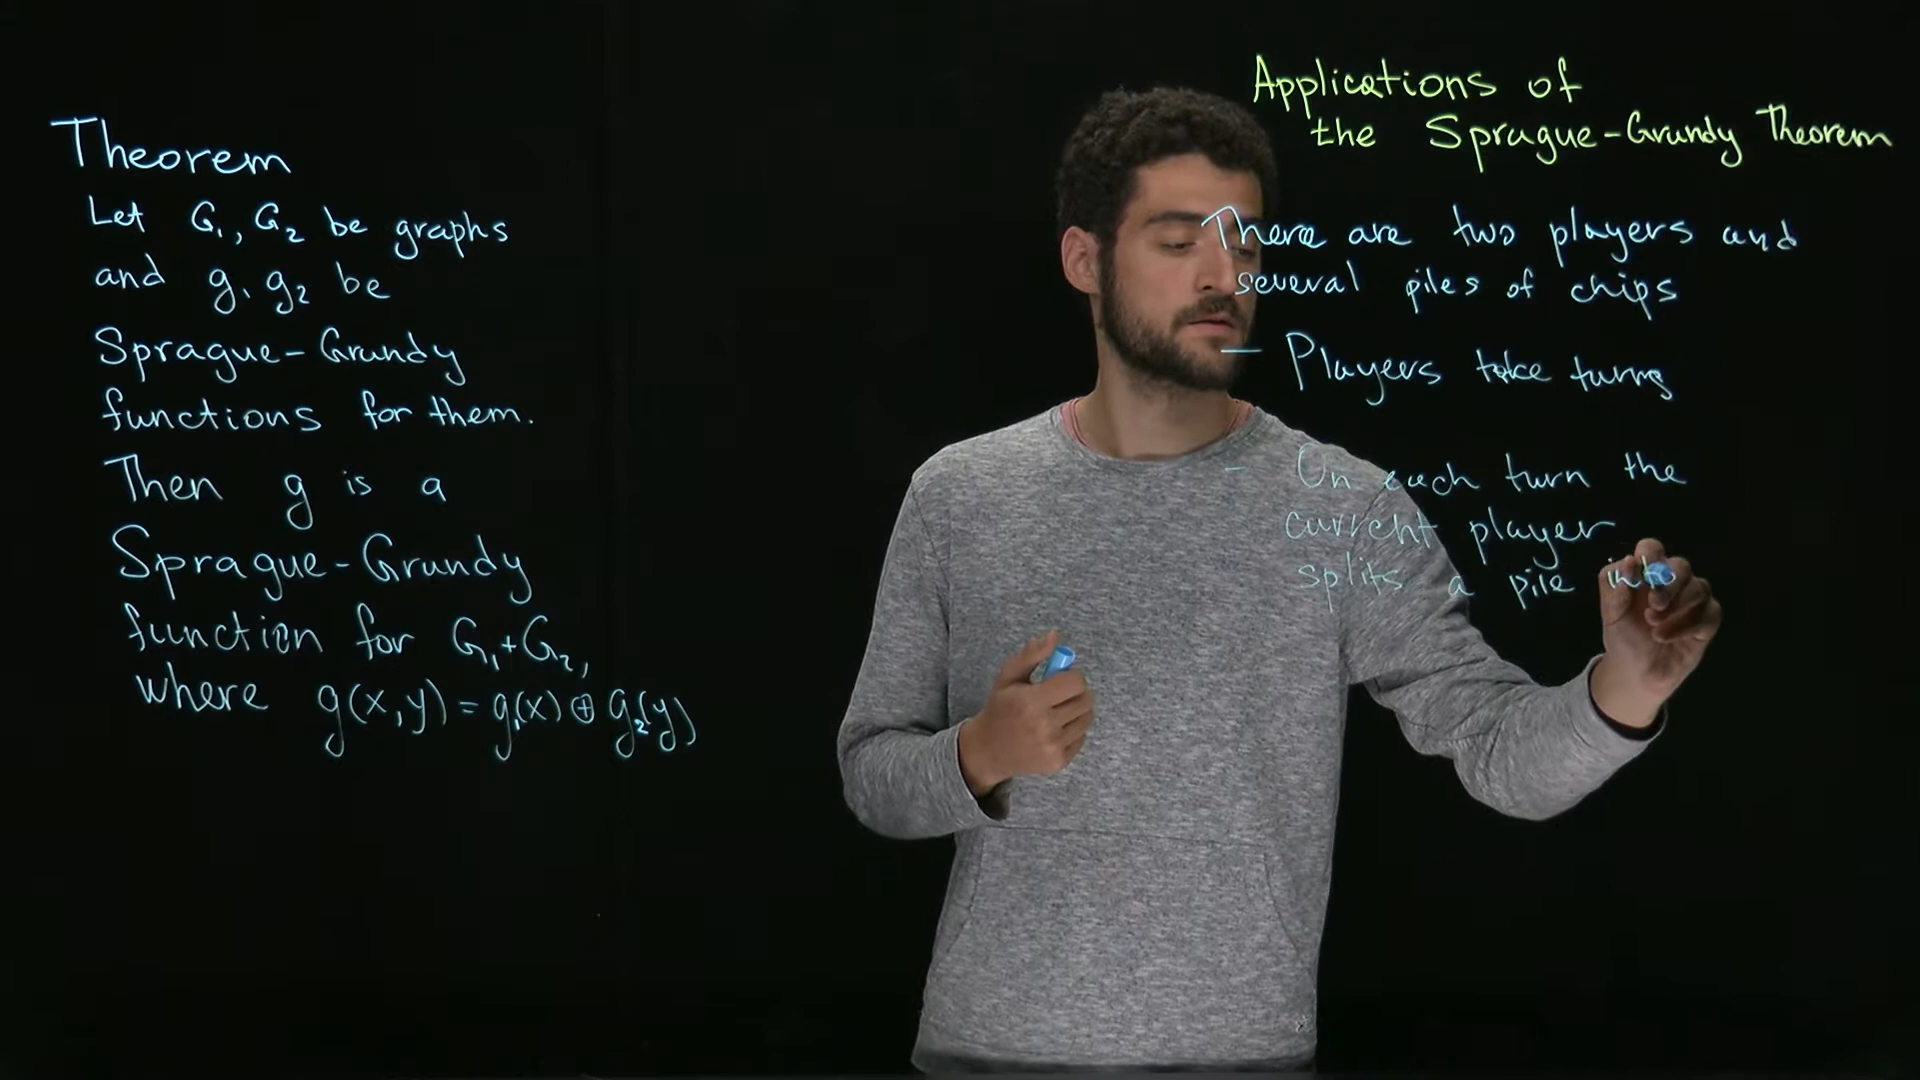 Theorem
Let G₁, G₂ be graphs
and g₁ g₂ be
Sprague-Grundy
functions for them.
Then g is a
Sprague-Grundy
function for G₁+G₂,
where g(x,y) = g₁(x) ⊕ g₂(y)
Applications of
the Sprague-Grundy Theorem
There are two players and
several piles of chips
- Players take turns
- On each turn the
current player
splits a pile into